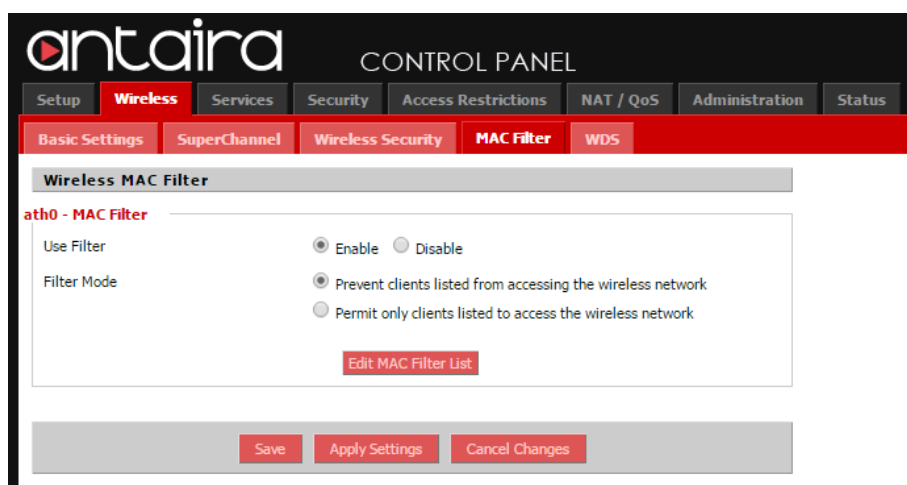 antaira CONTROL PANEL
Setup Wireless Services Security Access Restrictions NAT / QoS Administration Status
Basic Settings SuperChannel Wireless Security MAC Filter WDS
Wireless MAC Filter
ath0 - MAC Filter
Use Filter Enable Disable
Filter Mode Prevent clients listed from accessing the wireless network
Permit only clients listed to access the wireless network
Edit MAC Filter List
Save Apply Settings Cancel Changes